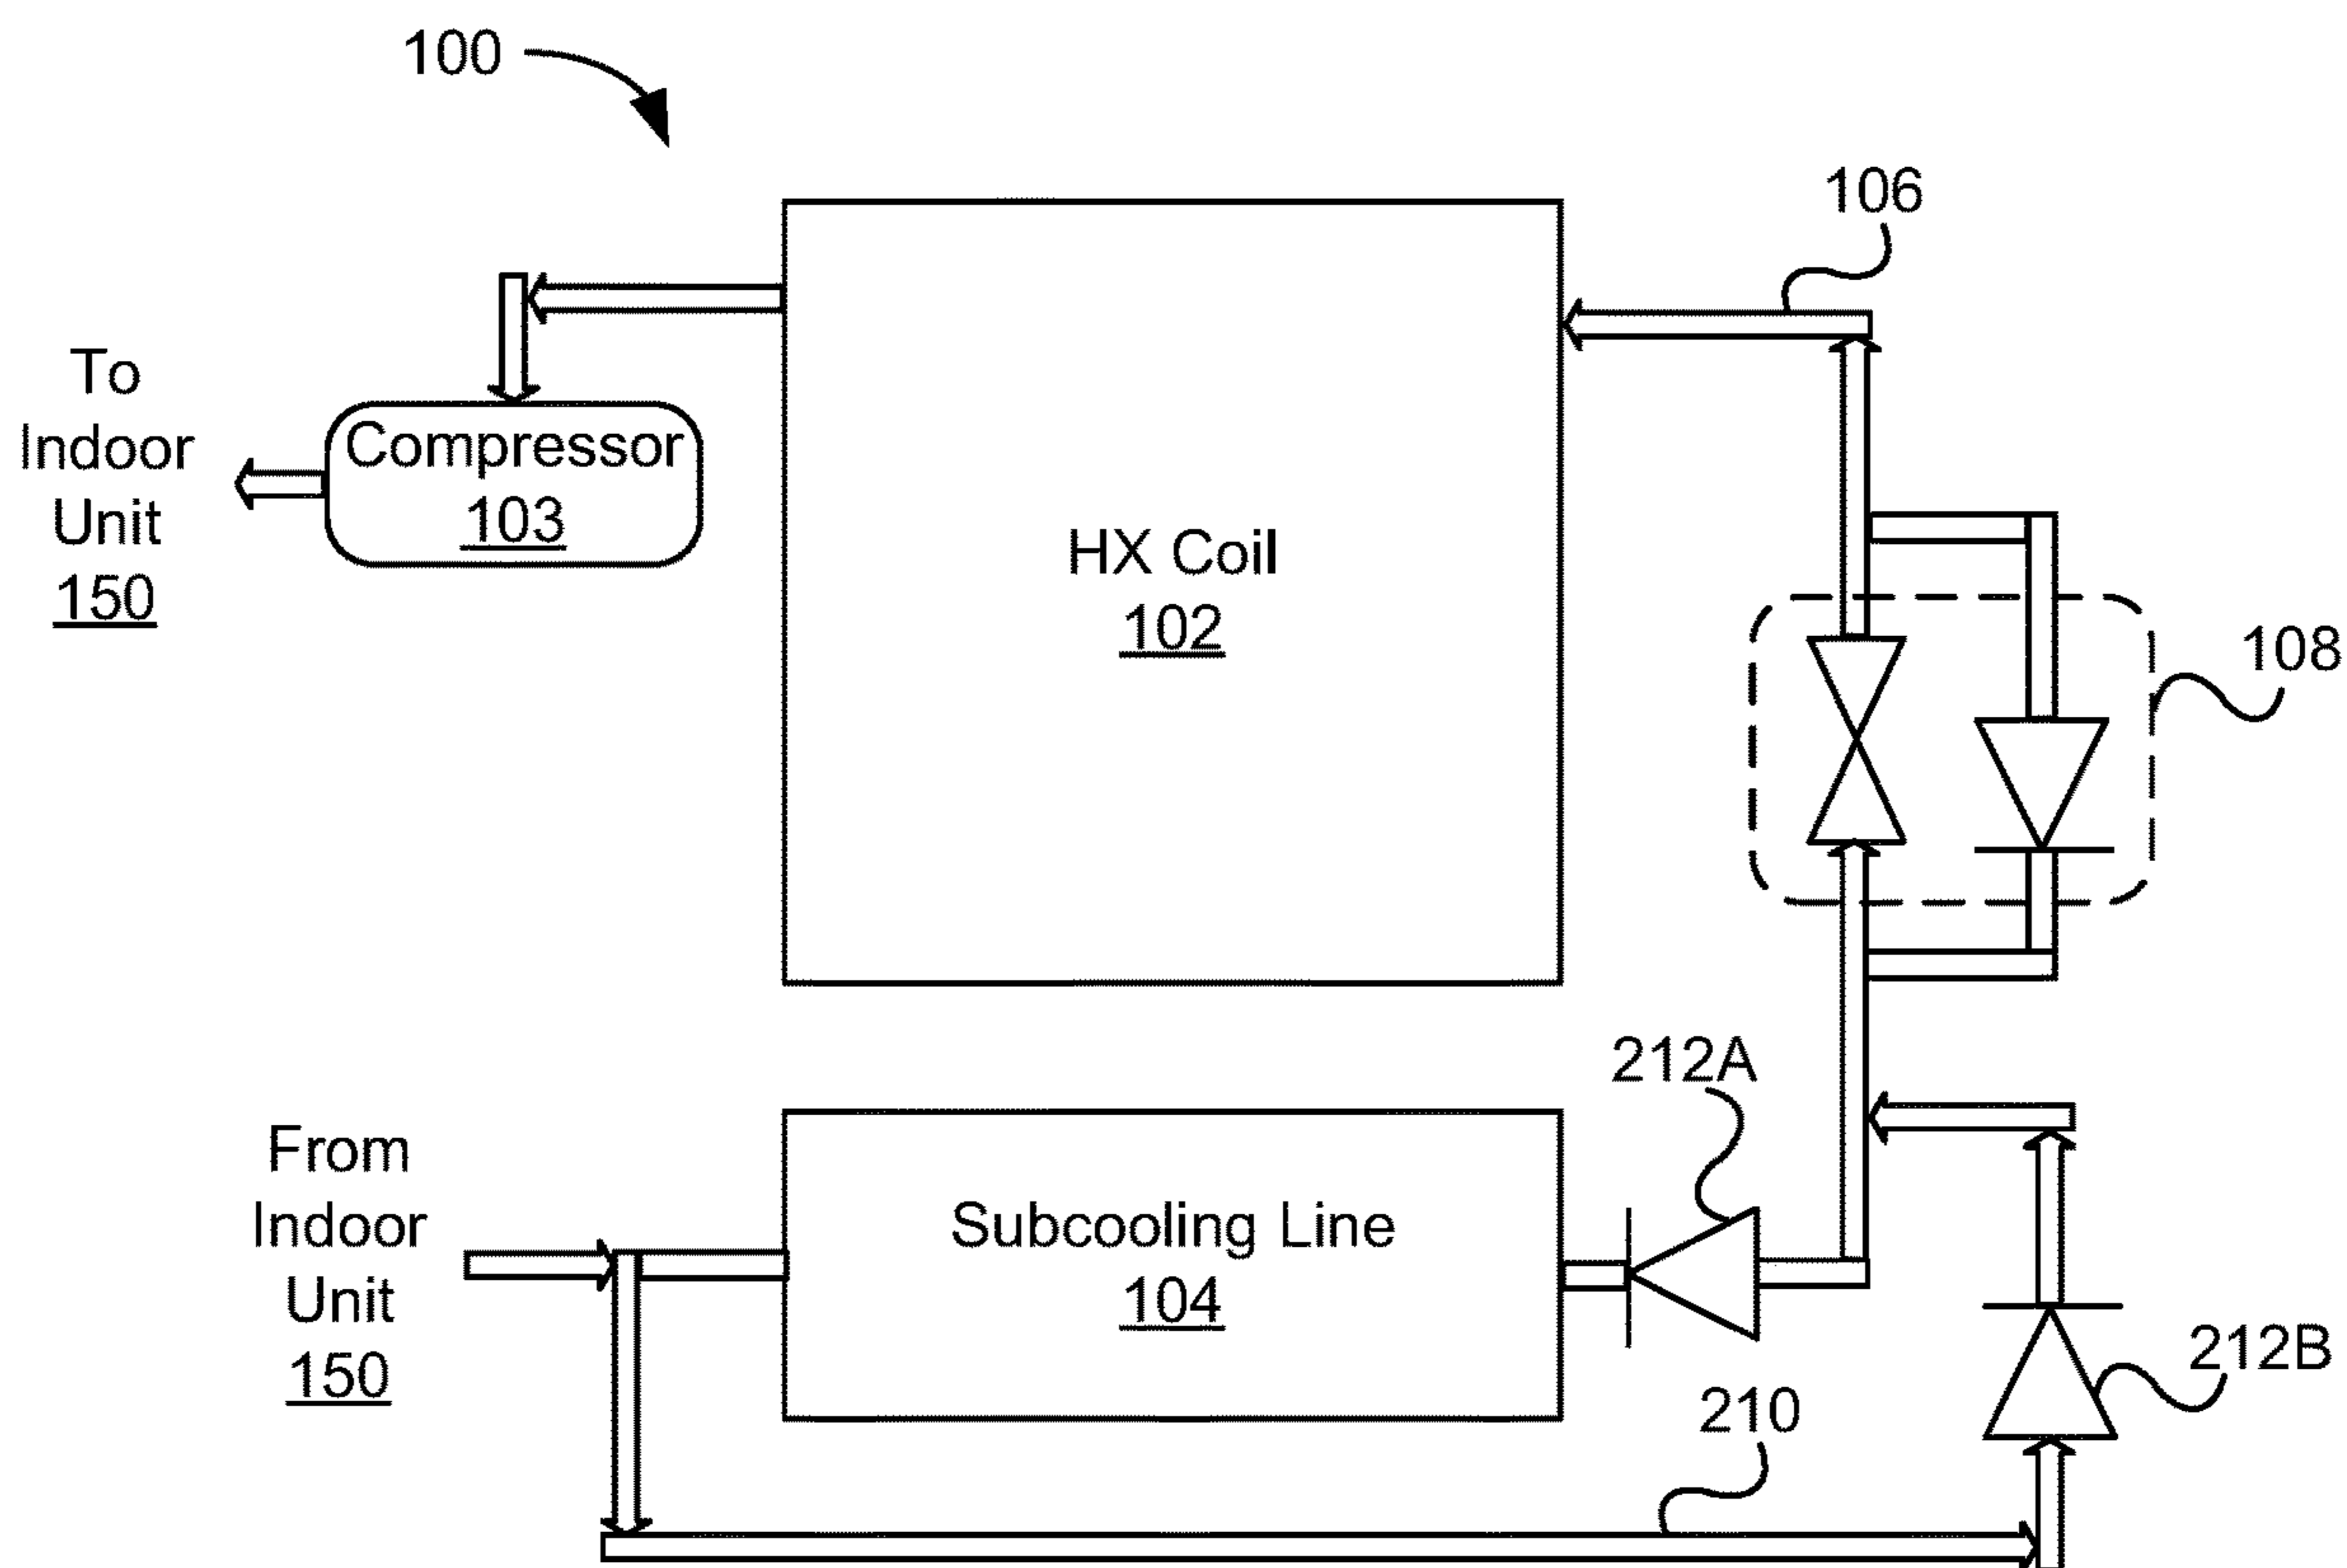 100
106
To
Indoor
Unit
150
Compressor
103
HX Coil
102
108
212A
From
Indoor
Unit
150
Subcooling Line
104
212B
210